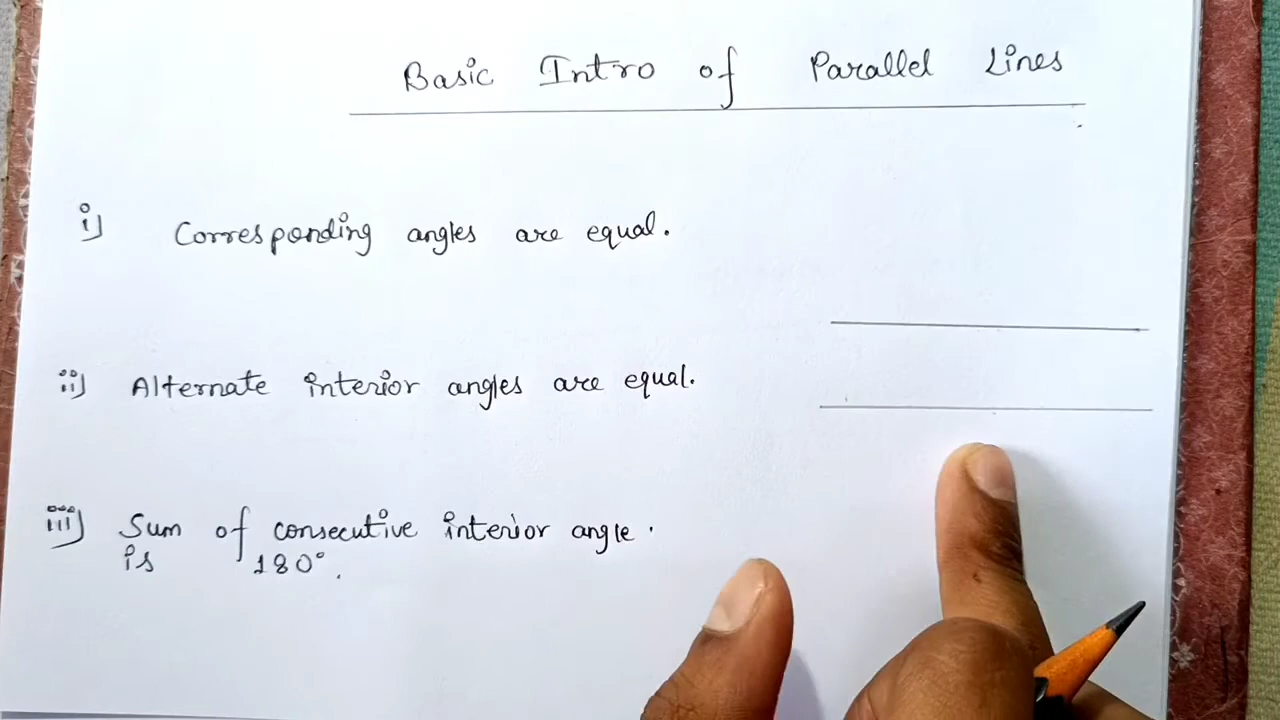 Basic Intro of Parallel Lines
i) Corresponding angles are equal.
ii) Alternate interior angles are equal.
iii) Sum of consecutive interior angle.
is 180°.